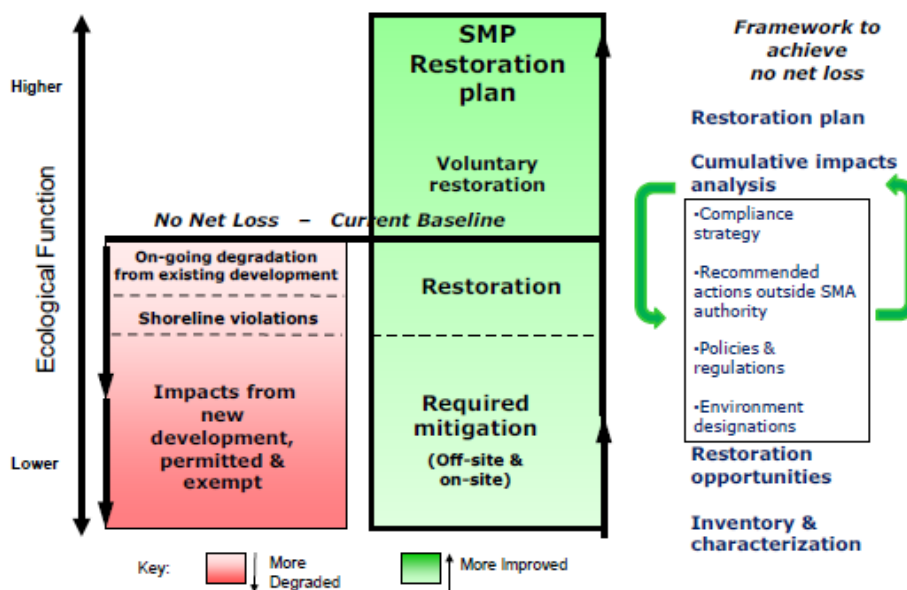 Higher
Ecological Function
Lower
SMP
Restoration
plan
Voluntary
restoration
No Net Loss – Current Baseline
On-going degradation
from existing development
Shoreline violations
Impacts from
new
development,
permitted &
exempt
Restoration
Required
mitigation
(Off-site &
on-site)
Framework to
achieve
no net loss
Restoration plan
Cumulative impacts
analysis
•Compliance
strategy
•Recommended
actions outside SMA
authority
•Policies &
regulations
•Environment
designations
Restoration
opportunities
Inventory &
characterization
Key:
More
Degraded
More Improved